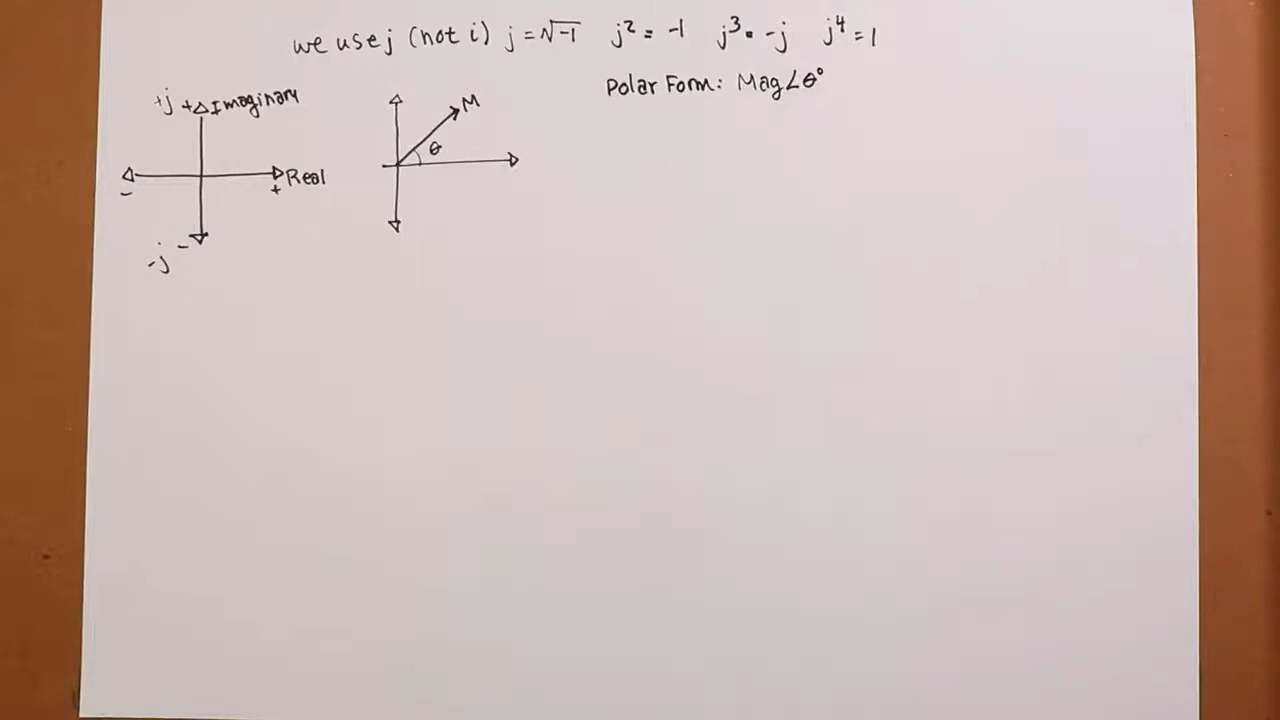 we use j (not i) j = √-1 j² = -1 j³ = -j j⁴ = 1
Polar Form: Mag∠θ°
+j + Imaginary
M
θ
Real
- +
-
-j